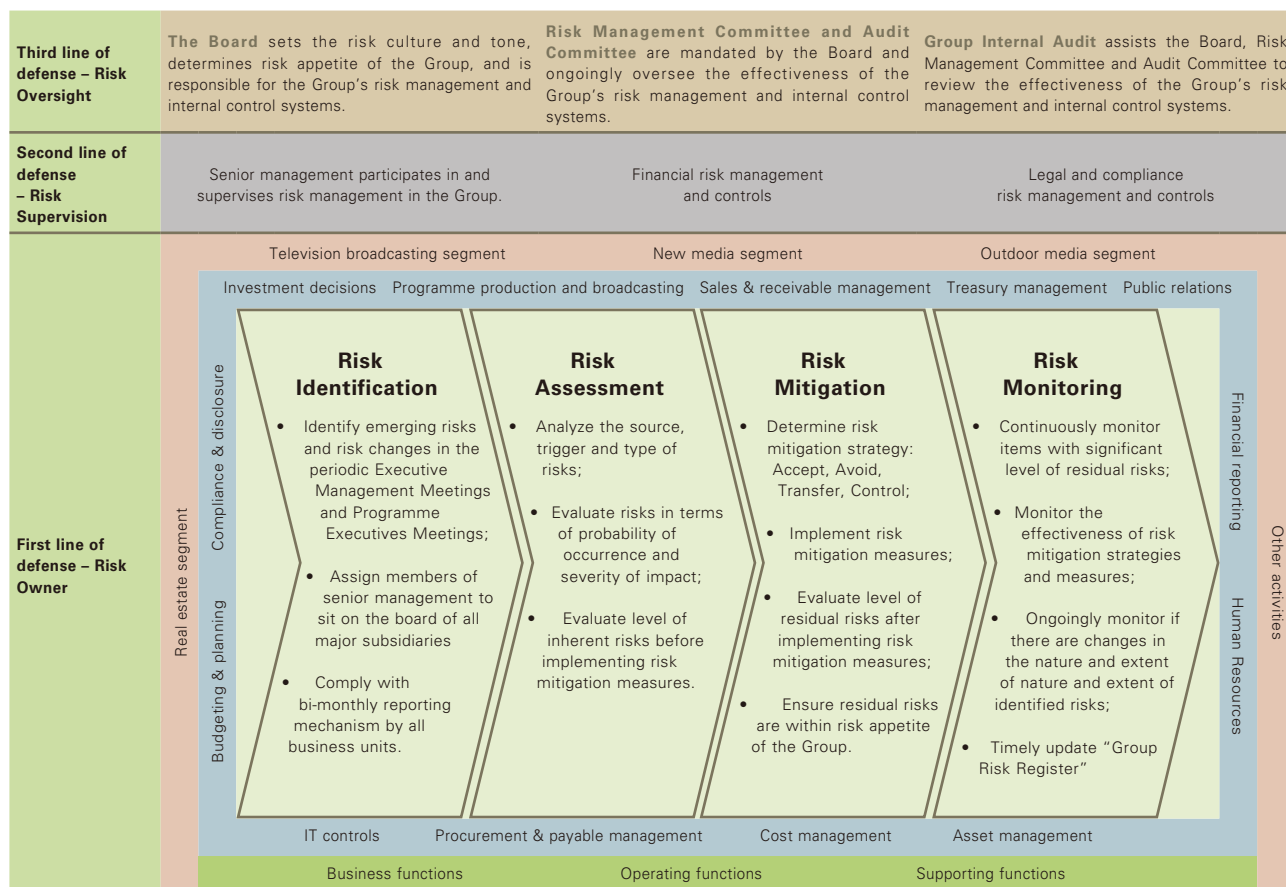 Third line of
defense – Risk
Oversight
The Board sets the risk culture and tone,
determines risk appetite of the Group, and is
responsible for the Group's risk management and
internal control systems.
Risk Management Committee and Audit
Committee are mandated by the Board and
ongoingly oversee the effectiveness of the
Group's risk management and internal control
systems.
Group Internal Audit assists the Board, Risk
Management Committee and Audit Committee to
review the effectiveness of the Group's risk
management and internal control systems.
Second line of
defense
– Risk
Supervision
Senior management participates in and
supervises risk management in the Group.
Financial risk management
and controls
Legal and compliance
risk management and controls
First line of
defense – Risk
Owner
Television broadcasting segment
New media segment
Outdoor media segment
Real estate segment
Other activities
Investment decisions
Programme production and broadcasting
Sales & receivable management
Treasury management
Public relations
Compliance & disclosure
Budgeting & planning
Risk
Identification
• Identify emerging risks
and risk changes in the
periodic Executive
Management Meetings
and Programme
Executives Meetings;
• Assign members of
senior management to
sit on the board of all
major subsidiaries
• Comply with
bi-monthly reporting
mechanism by all
business units.
Risk
Assessment
• Analyze the source,
trigger and type of
risks;
• Evaluate risks in terms
of probability of
occurrence and
severity of impact;
• Evaluate level of
inherent risks before
implementing risk
mitigation measures.
Risk
Mitigation
• Determine risk
mitigation strategy:
Accept, Avoid,
Transfer, Control;
• Implement risk
mitigation measures;
• Evaluate level of
residual risks after
implementing risk
mitigation measures;
• Ensure residual risks
are within risk appetite
of the Group.
Risk
Monitoring
• Continuously monitor
items with significant
level of residual risks;
• Monitor the
effectiveness of risk
mitigation strategies
and measures;
• Ongoingly monitor if
there are changes in
the nature and extent
of nature and extent of
identified risks;
• Timely update "Group
Risk Register"
Financial reporting
Human Resources
IT controls
Procurement & payable management
Cost management
Asset management
Business functions
Operating functions
Supporting functions